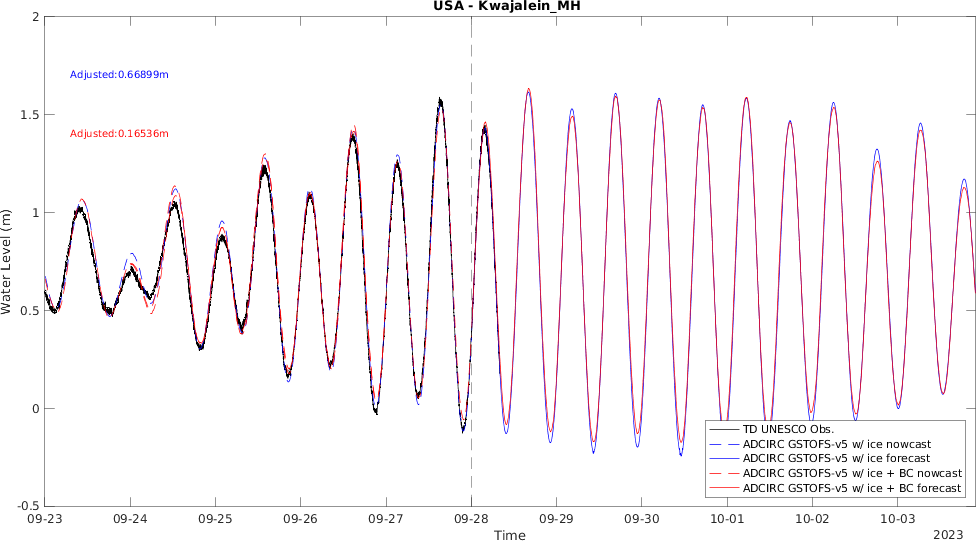 USA - Kwajalein_MH
2
1.5
1
0.5
0
-0.5
Water Level (m)
Adjusted:0.66899m
Adjusted:0.16536m
TD UNESCO Obs.
ADCIRC GSTOFS-v5 w/ ice nowcast
ADCIRC GSTOFS-v5 w/ ice forecast
ADCIRC GSTOFS-v5 w/ ice + BC nowcast
ADCIRC GSTOFS-v5 w/ ice + BC forecast
09-23 09-24 09-25 09-26 09-27 09-28 09-29 09-30 10-01 10-02 10-03
Time
2023